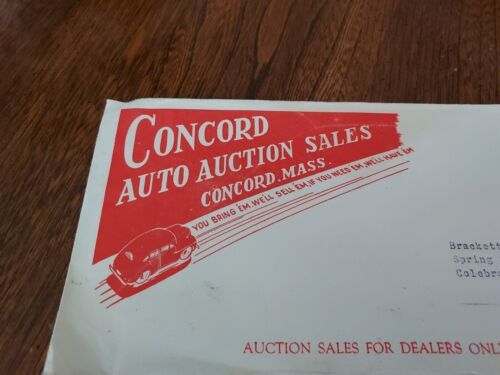 CONCORD
AUTO AUCTION SALES
CONCORD. MASS.
YOU BRING 'EM, WE'LL SELL 'EM, IF YOU NEED 'EM, WE'LL HAVE 'EM
Brackett
Spring
Colebr
AUCTION SALES FOR DEALERS ONL